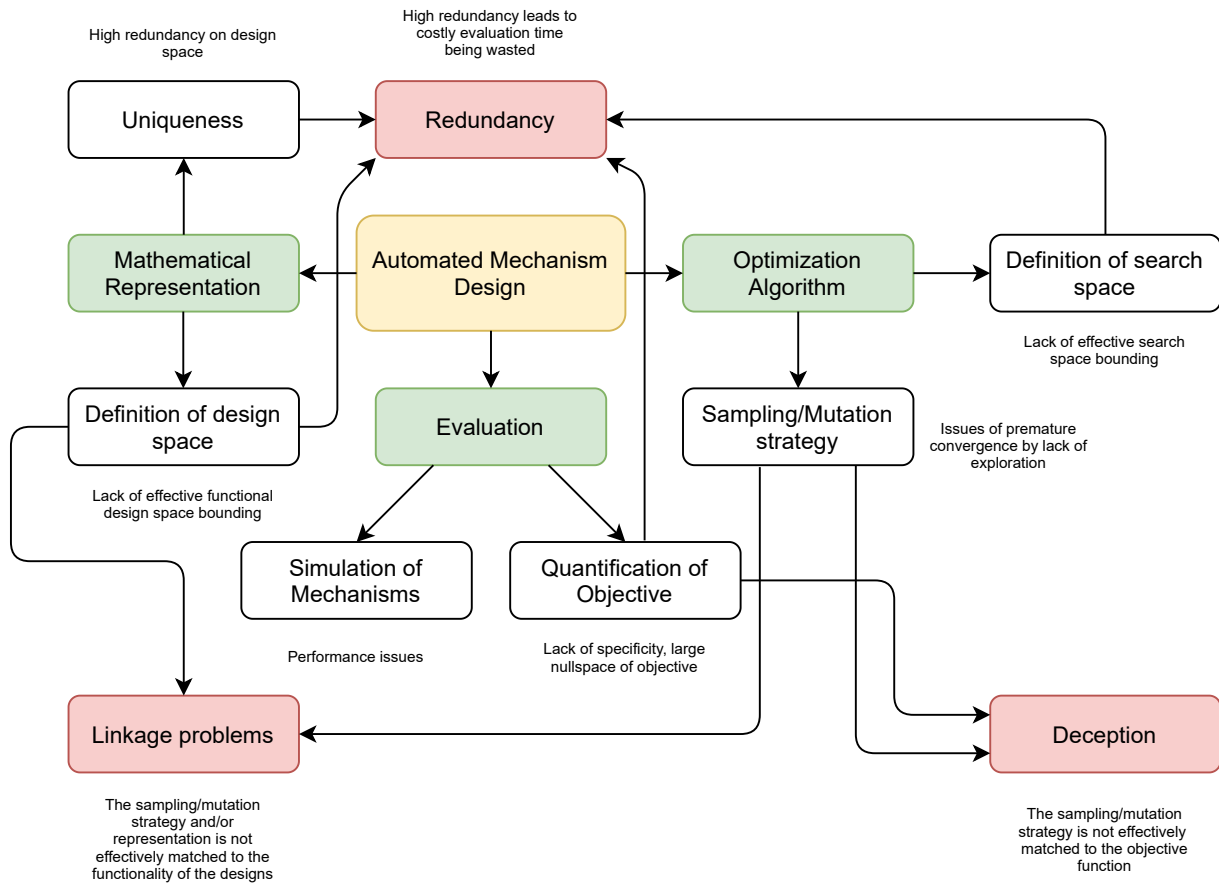 High redundancy on design
space
High redundancy leads to
costly evaluation time
being wasted
Uniqueness
Redundancy
Mathematical
Representation
Automated Mechanism
Design
Optimization
Algorithm
Definition of search
space
Lack of effective search
space bounding
Definition of design
space
Evaluation
Sampling/Mutation
strategy
Issues of premature
convergence by lack of
exploration
Lack of effective functional
design space bounding
Simulation of
Mechanisms
Quantification of
Objective
Performance issues
Lack of specificity, large
nullspace of objective
Linkage problems
Deception
The sampling/mutation
strategy and/or
representation is not
effectively matched to the
functionality of the designs
The sampling/mutation
strategy is not effectively
matched to the objective
function